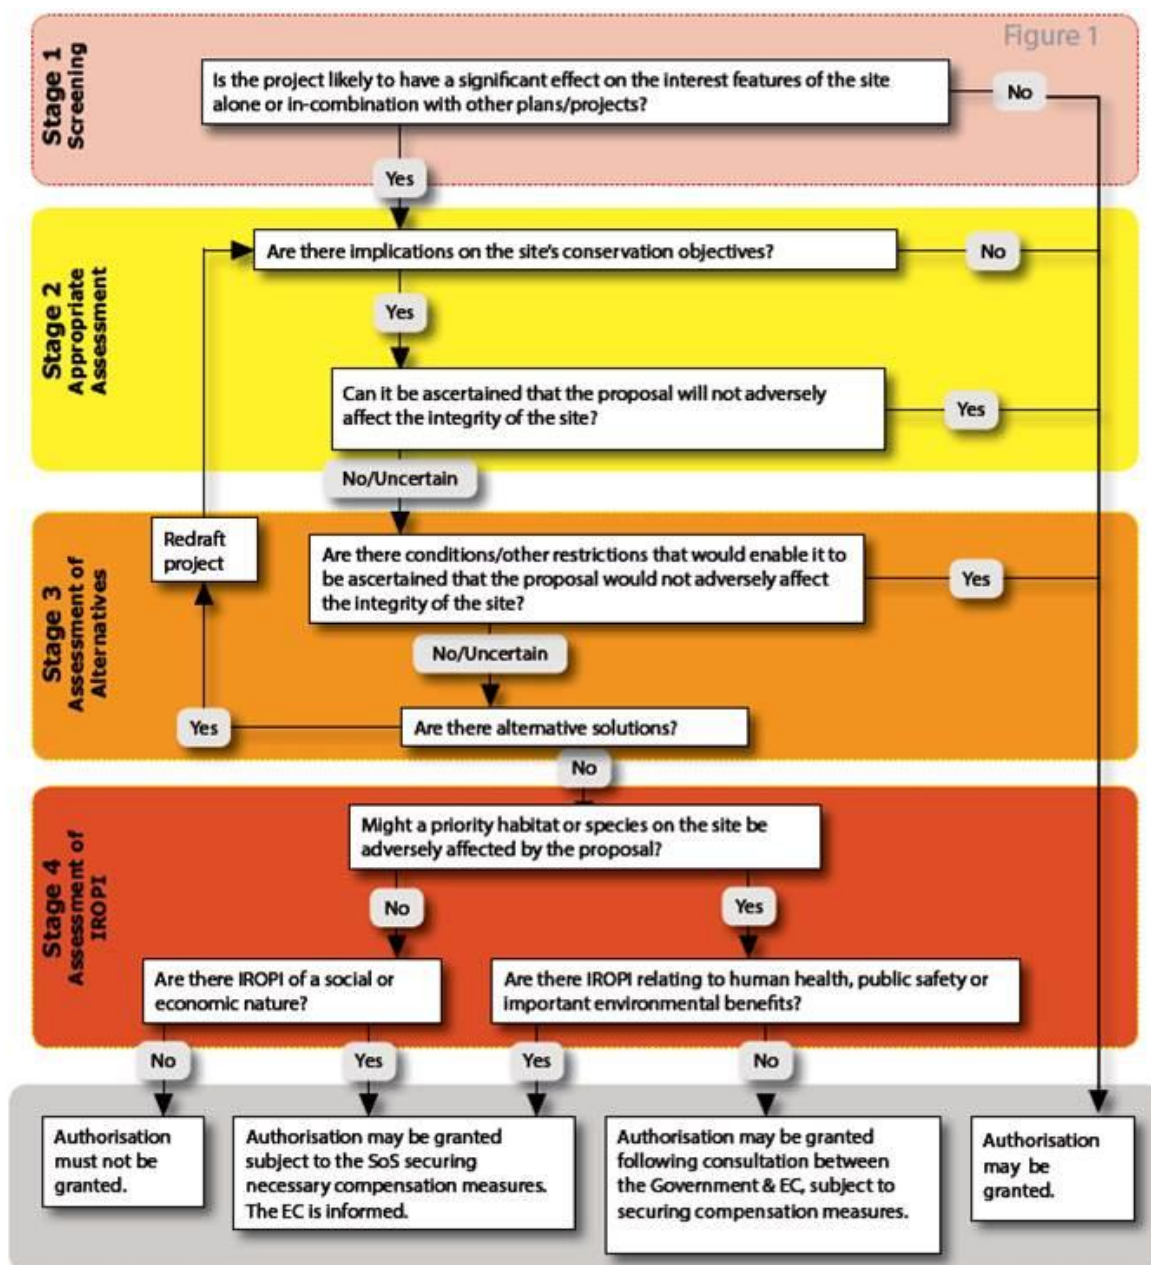 Figure 1
Stage 1
Screening
Is the project likely to have a significant effect on the interest features of the site
alone or in-combination with other plans/projects?
No
Yes
Stage 2
Appropriate
Assessment
Are there implications on the site's conservation objectives?
No
Yes
Can it be ascertained that the proposal will not adversely
affect the integrity of the site?
Yes
No/Uncertain
Stage 3
Assessment of
Alternatives
Redraft
project
Are there conditions/other restrictions that would enable it to
be ascertained that the proposal would not adversely affect
the integrity of the site?
Yes
No/Uncertain
Yes
Are there alternative solutions?
No
Stage 4
Assessment of
IROPI
Might a priority habitat or species on the site be
adversely affected by the proposal?
No
Yes
Are there IROPI of a social or
economic nature?
Are there IROPI relating to human health, public safety or
important environmental benefits?
No
Yes
Yes
No
Authorisation
must not be
granted.
Authorisation may be granted
subject to the SoS securing
necessary compensation measures.
The EC is informed.
Authorisation may be granted
following consultation between
the Government & EC, subject to
securing compensation measures.
Authorisation
may be
granted.